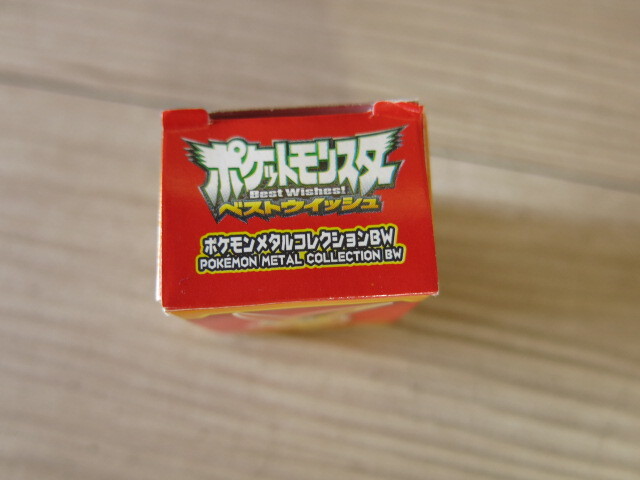 ポケットモンスター
Best Wishes!
ベストウイッシュ
ポケモンメタルコレクションBW
POKÉMON METAL COLLECTION BW